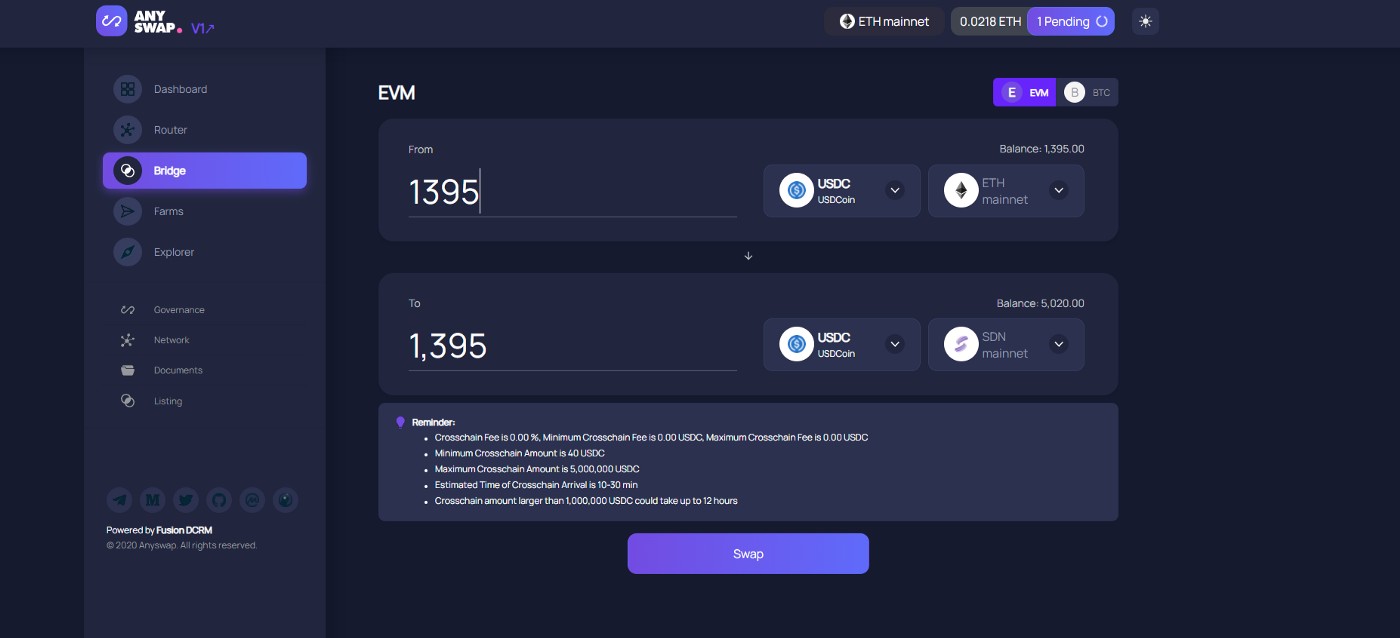 ANY
SWAP
V1↗
ETH mainnet
0.0218 ETH
1 Pending
Dashboard
Router
Bridge
Farms
Explorer
Governance
Network
Documents
Listing
Powered by Fusion DCRM
© 2020 Anyswap. All rights reserved.
EVM
E EVM
B BTC
From
Balance: 1,395.00
1395
USDC
USDCoin
ETH
mainnet
↓
To
Balance: 5,020.00
1,395
USDC
USDCoin
SDN
mainnet
Reminder:
• Crosschain Fee is 0.00 %, Minimum Crosschain Fee is 0.00 USDC, Maximum Crosschain Fee is 0.00 USDC
• Minimum Crosschain Amount is 40 USDC
• Maximum Crosschain Amount is 5,000,000 USDC
• Estimated Time of Crosschain Arrival is 10-30 min
• Crosschain amount larger than 1,000,000 USDC could take up to 12 hours
Swap